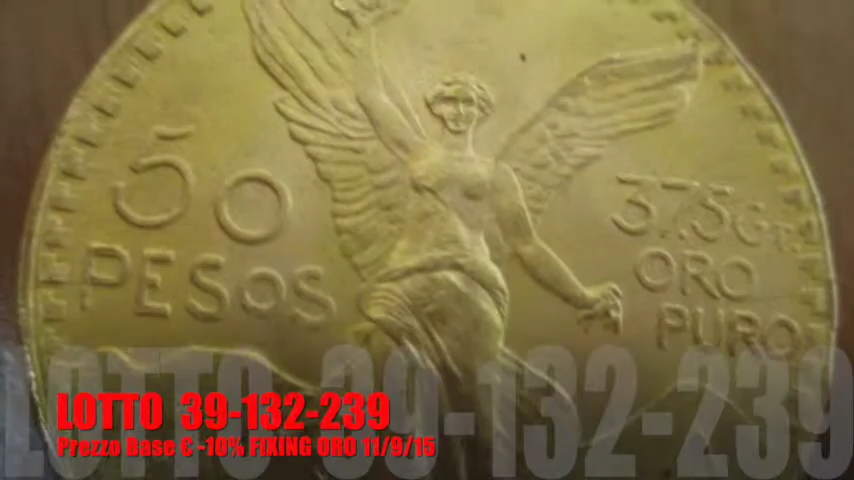 50
PESOS
37.5 Gr.
ORO
PURO
LOTTO 39-132-239
LOTTO 39-132-239
Prezzo Base € -10% FIXING ORO 11/9/15